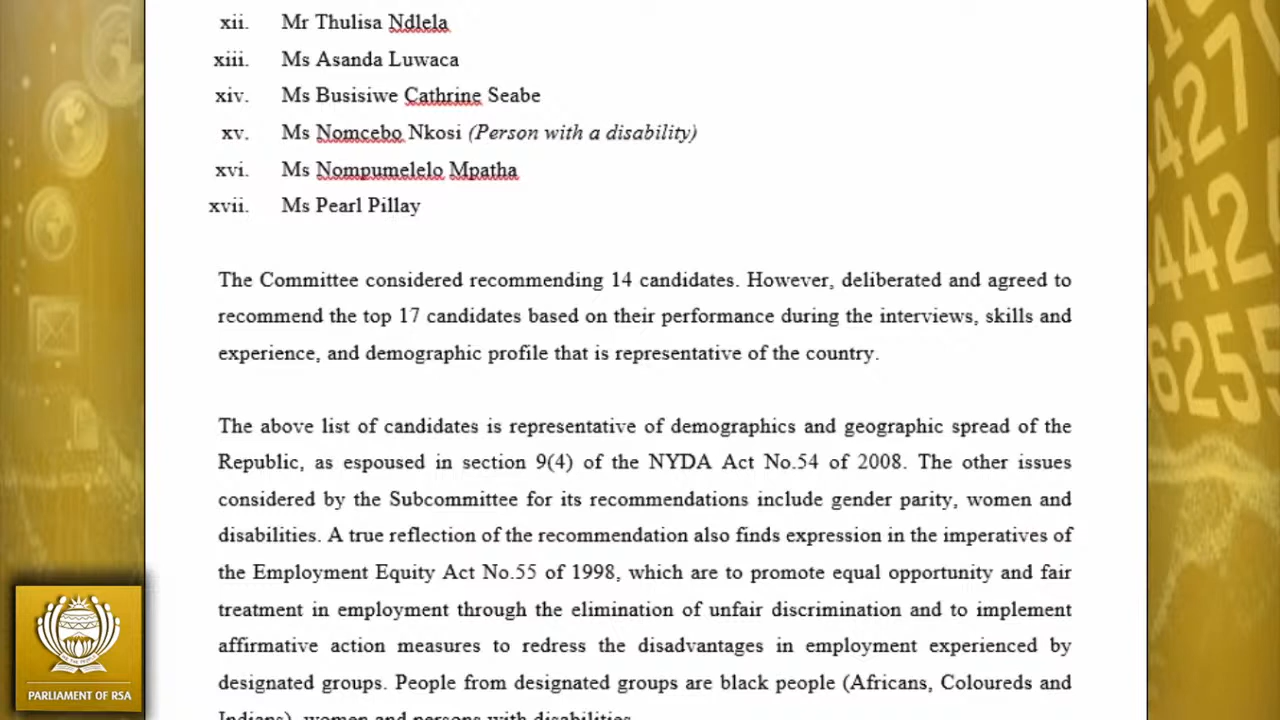 xii. Mr Thulisa Ndlela
xiii. Ms Asanda Luwaca
xiv. Ms Busisiwe Cathrine Seabe
xv. Ms Nomcebo Nkosi (Person with a disability)
xvi. Ms Nompumelelo Mpatha
xvii. Ms Pearl Pillay
The Committee considered recommending 14 candidates. However, deliberated and agreed to
recommend the top 17 candidates based on their performance during the interviews, skills and
experience, and demographic profile that is representative of the country.
The above list of candidates is representative of demographics and geographic spread of the
Republic, as espoused in section 9(4) of the NYDA Act No.54 of 2008. The other issues
considered by the Subcommittee for its recommendations include gender parity, women and
disabilities. A true reflection of the recommendation also finds expression in the imperatives of
the Employment Equity Act No.55 of 1998, which are to promote equal opportunity and fair
treatment in employment through the elimination of unfair discrimination and to implement
affirmative action measures to redress the disadvantages in employment experienced by
designated groups. People from designated groups are black people (Africans, Coloureds and
Indians), women and persons with disabilities.
PARLIAMENT OF RSA
6255